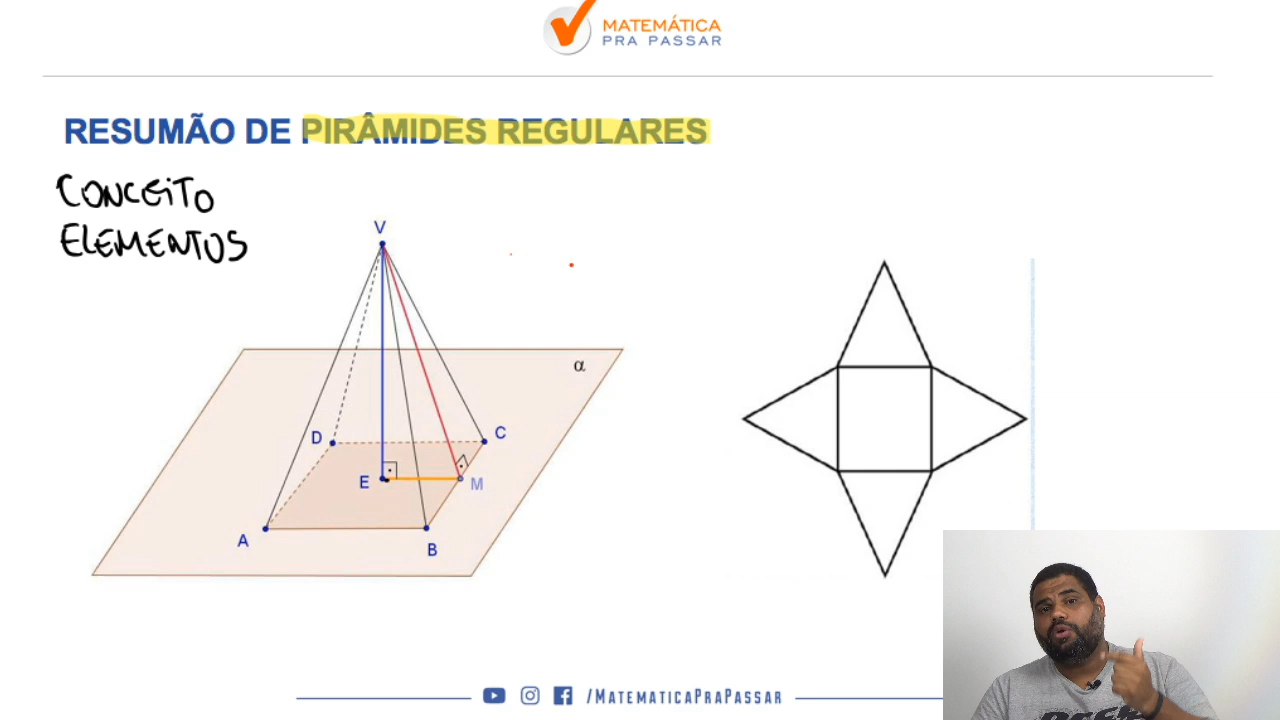 MATEMÁTICA
PRA PASSAR
RESUMÃO DE PIRÂMIDES REGULARES
CONCEITO
ELEMENTOS
V
α
D
C
E
M
A
B
/MATEMATICAPRAPASSAR